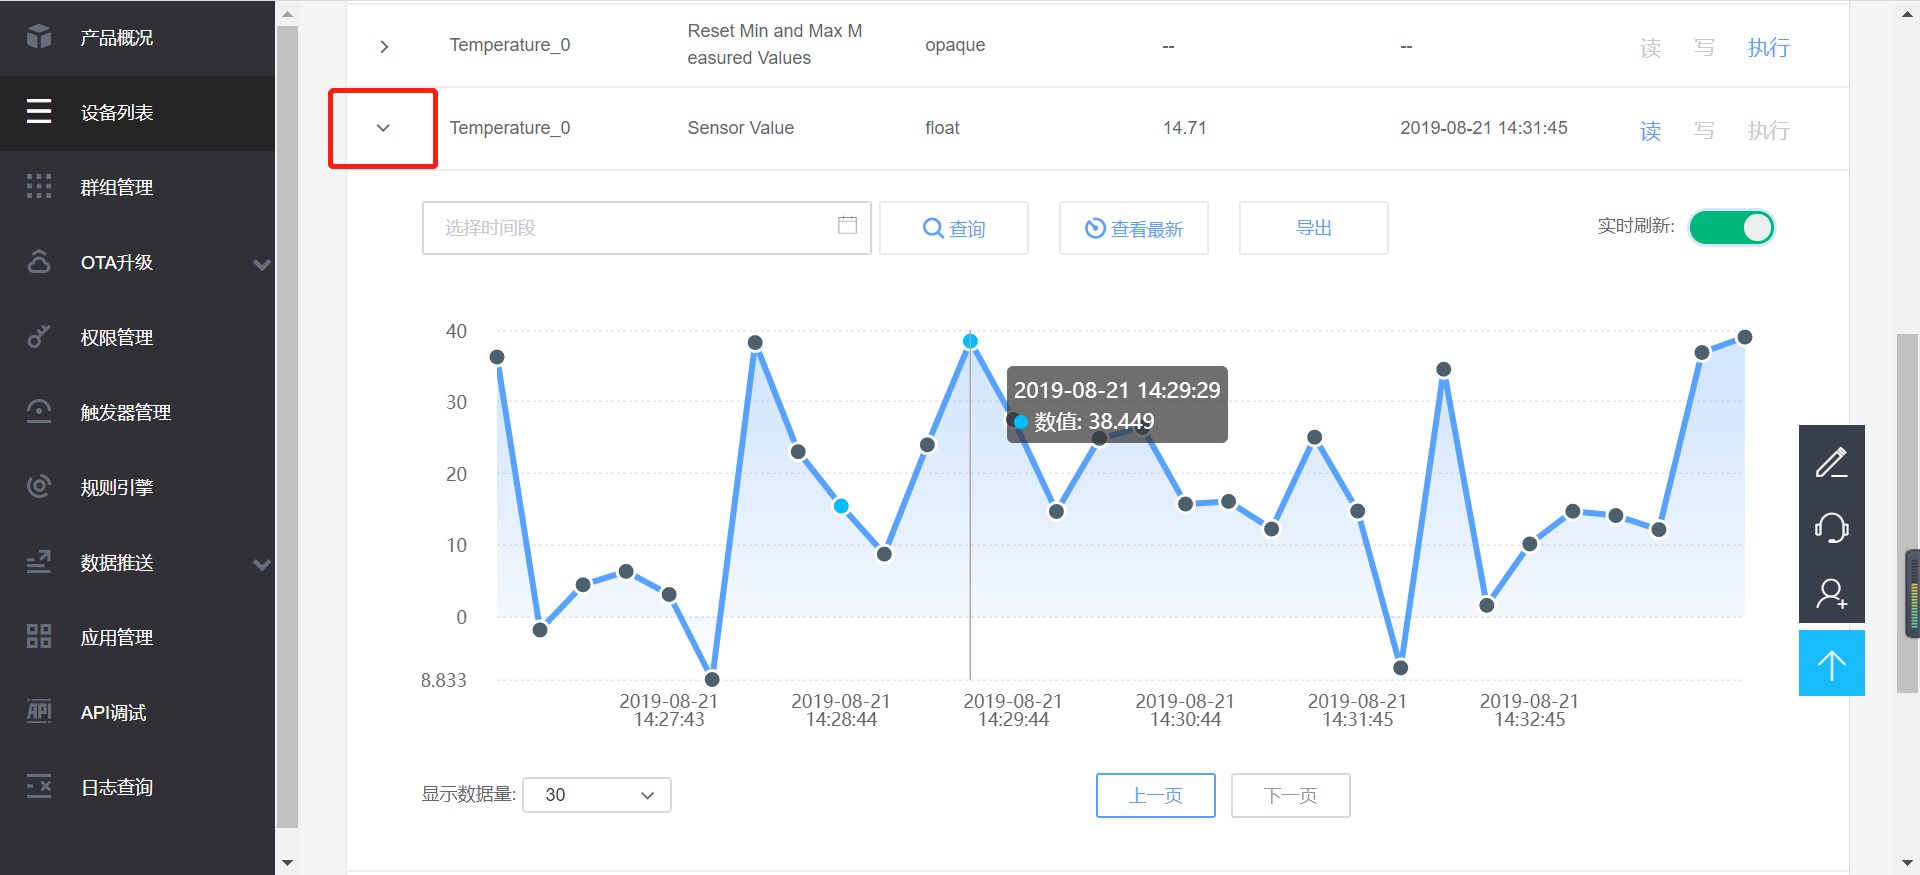 产品概况
设备列表
群组管理
OTA升级
权限管理
触发器管理
规则引擎
数据推送
应用管理
API调试
日志查询
Temperature_0
Reset Min and Max M
easured Values
opaque
--
--
读 写 执行
Temperature_0
Sensor Value
float
14.71
2019-08-21 14:31:45
读 写 执行
选择时间段
查询
查看最新
导出
实时刷新:
40
30
20
10
0
8.833
2019-08-21 14:29:29
数值: 38.449
2019-08-21
14:27:43
2019-08-21
14:28:44
2019-08-21
14:29:44
2019-08-21
14:30:44
2019-08-21
14:31:45
2019-08-21
14:32:45
显示数据量: 30
上一页
下一页